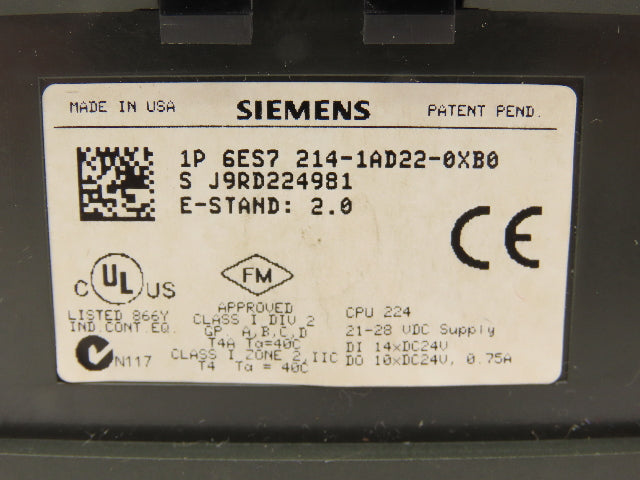 MADE IN USA SIEMENS PATENT PEND.
1P 6ES7 214-1AD22-0XB0
S J9RD224981
E-STAND: 2.0
CE
C UL US
LISTED 866Y
IND.CONT.EQ.
N117
FM
APPROVED
CLASS I DIV 2
GP. A,B,C,D
T4A Ta=40C
CLASS I ZONE 2,IIC
T4 Ta = 40C
CPU 224
21-28 VDC Supply
DI 14xDC24V
DO 10xDC24V, 0.75A